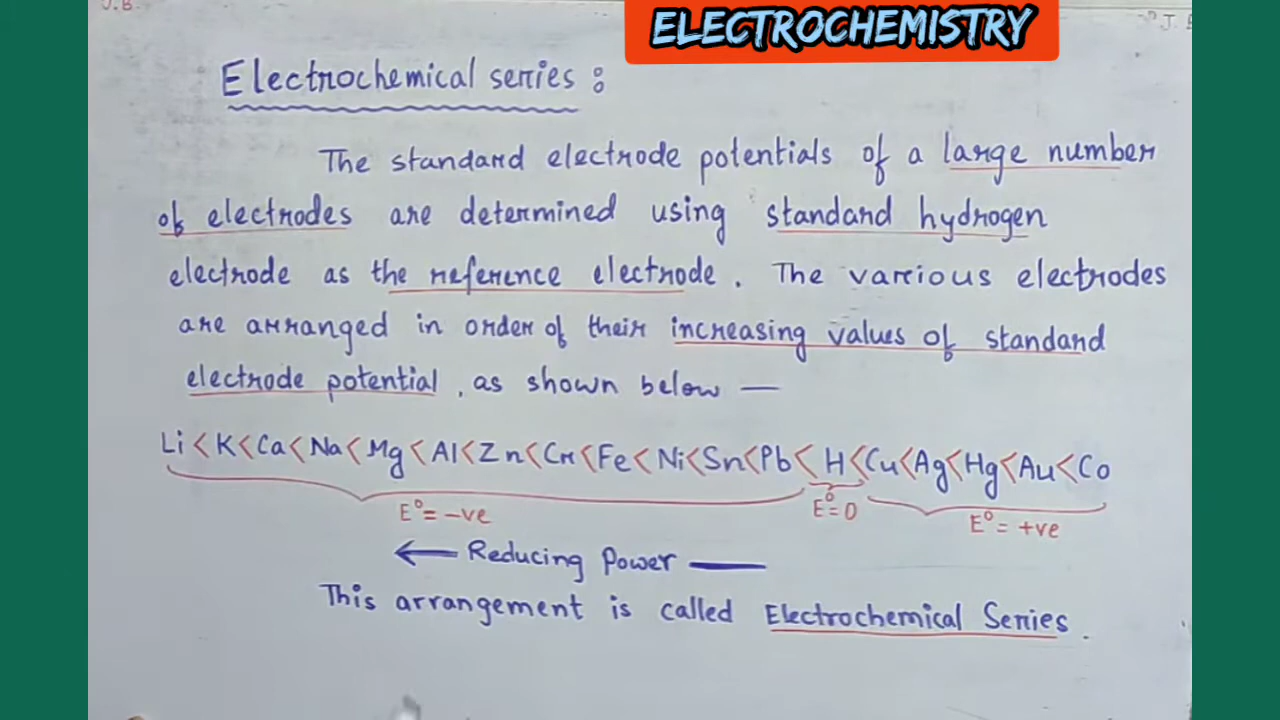 J.B.
J.B
ELECTROCHEMISTRY
Electrochemical series :
The standard electrode potentials of a large number
of electrodes are determined using standard hydrogen
electrode as the reference electrode. The various electrodes
are arranged in order of their increasing values of standard
electrode potential, as shown below —
Li < K < Ca < Na < Mg < Al < Zn < Cr < Fe < Ni < Sn < Pb < H < Cu < Ag < Hg < Au < Co
E° = -ve E° = 0 E° = +ve
← Reducing Power —
This arrangement is called Electrochemical Series.